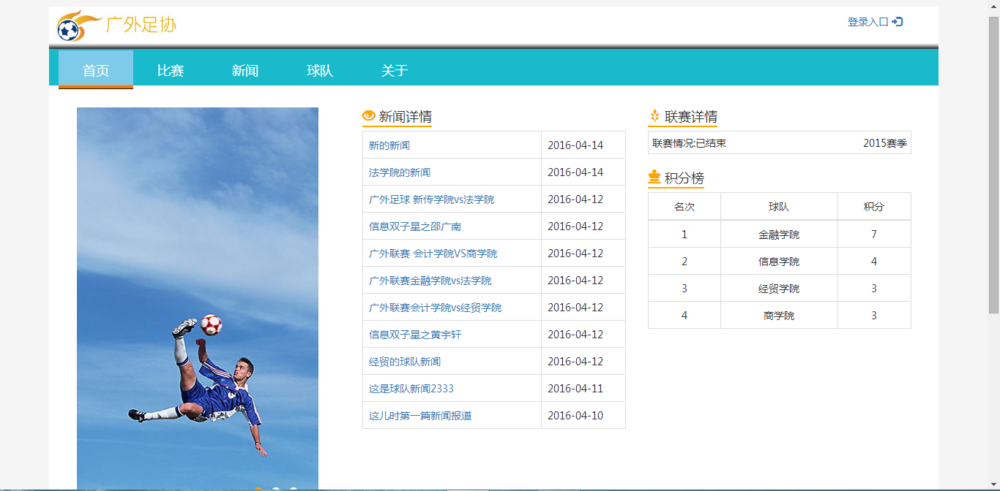 广外足协
登录入口
首页 比赛 新闻 球队 关于
新闻详情
新的新闻 2016-04-14
法学院的新闻 2016-04-14
广外足球 新传学院vs法学院 2016-04-12
信息双子星之邵广南 2016-04-12
广外联赛 会计学院VS商学院 2016-04-12
广外联赛金融学院vs法学院 2016-04-12
广外联赛会计学院vs经贸学院 2016-04-12
信息双子星之黄宇轩 2016-04-12
经贸的球队新闻 2016-04-12
这是球队新闻2333 2016-04-11
这儿时第一篇新闻报道 2016-04-10
联赛详情
联赛情况:已结束 2015赛季
积分榜
名次 球队 积分
1 金融学院 7
2 信息学院 4
3 经贸学院 3
4 商学院 3